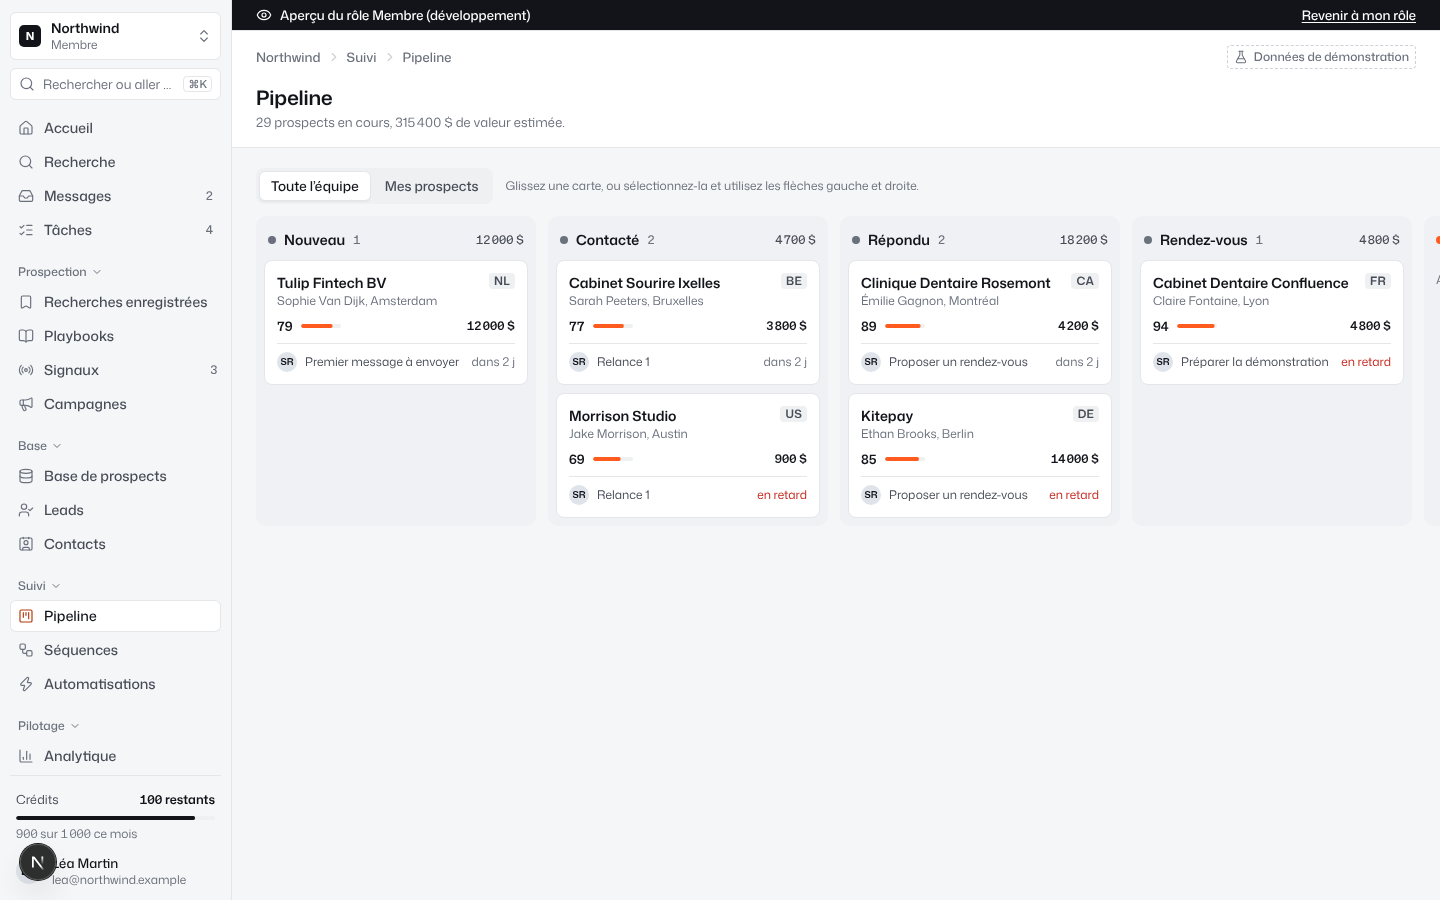 Aperçu du rôle Membre (développement)
Revenir à mon rôle
N
Northwind
Membre
Rechercher ou aller ...
⌘K
Accueil
Recherche
Messages 2
Tâches 4
Prospection
Recherches enregistrées
Playbooks
Signaux 3
Campagnes
Base
Base de prospects
Leads
Contacts
Suivi
Pipeline
Séquences
Automatisations
Pilotage
Analytique
Crédits 100 restants
900 sur 1 000 ce mois
N
Léa Martin
lea@northwind.example
Northwind > Suivi > Pipeline
Données de démonstration
Pipeline
29 prospects en cours, 315 400 $ de valeur estimée.
Toute l'équipe
Mes prospects
Glissez une carte, ou sélectionnez-la et utilisez les flèches gauche et droite.
Nouveau 1 12 000 $
Tulip Fintech BV NL
Sophie Van Dijk, Amsterdam
79 12 000 $
SR Premier message à envoyer dans 2 j
Contacté 2 4 700 $
Cabinet Sourire Ixelles BE
Sarah Peeters, Bruxelles
77 3 800 $
SR Relance 1 dans 2 j
Morrison Studio US
Jake Morrison, Austin
69 900 $
SR Relance 1 en retard
Répondu 2 18 200 $
Clinique Dentaire Rosemont CA
Émilie Gagnon, Montréal
89 4 200 $
SR Proposer un rendez-vous dans 2 j
Kitepay DE
Ethan Brooks, Berlin
85 14 000 $
SR Proposer un rendez-vous en retard
Rendez-vous 1 4 800 $
Cabinet Dentaire Confluence FR
Claire Fontaine, Lyon
94 4 800 $
SR Préparer la démonstration en retard